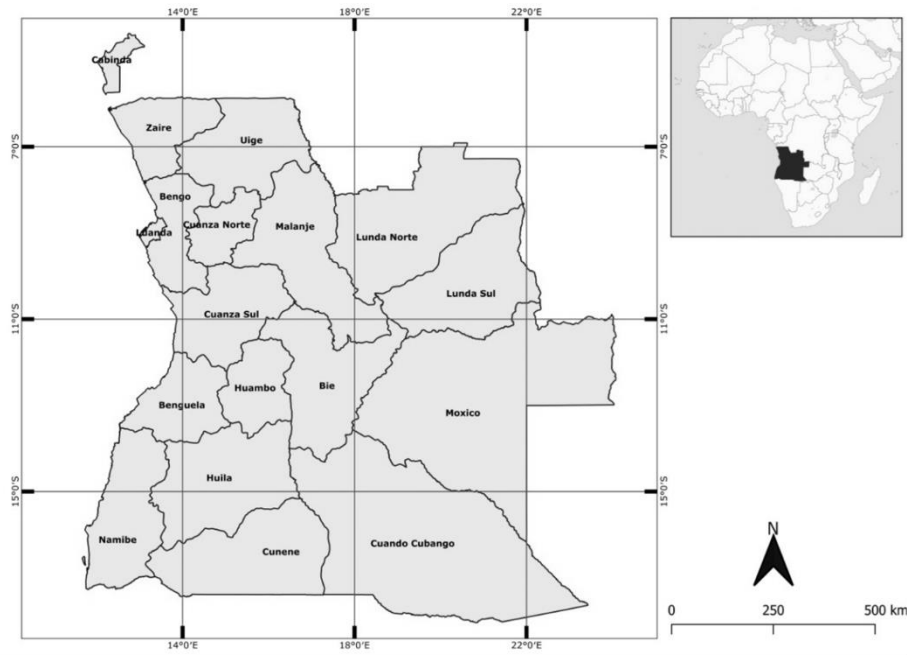 14°0'E 18°0'E 22°0'E
Cabinda
Zaire
Uige
7°0'S 7°0'S
Bengo
Cuanza Norte
Malanje
Luanda
Lunda Norte
Lunda Sul
Cuanza Sul
11°0'S 11°0'S
Huambo
Bie
Benguela
Moxico
Huila
15°0'S 15°0'S
Namibe
Cunene
Cuando Cubango
14°0'E 18°0'E 22°0'E
N
0 250 500 km